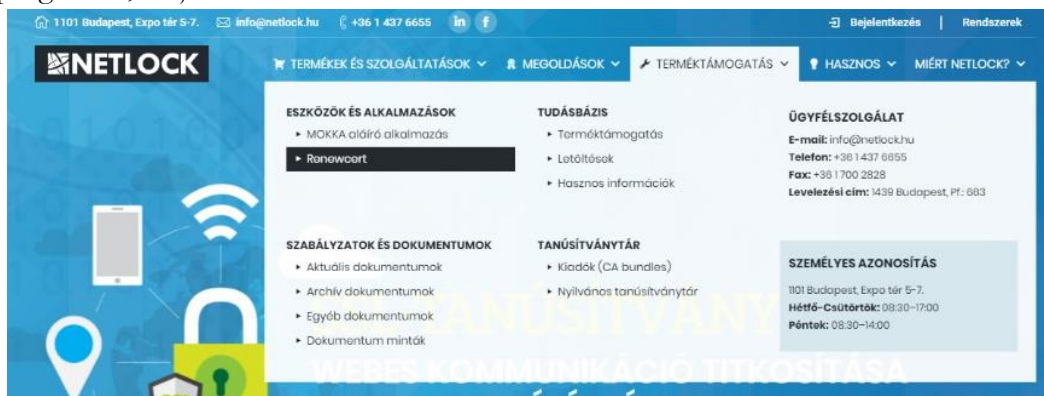 1101 Budapest, Expo tér 5-7. info@netlock.hu +36 1 437 6655 in f Bejelentkezés | Rendszerek
NETLOCK TERMÉKEK ÉS SZOLGÁLTATÁSOK MEGOLDÁSOK TERMÉKTÁMOGATÁS HASZNOS MIÉRT NETLOCK?
ESZKÖZÖK ÉS ALKALMAZÁSOK
MOKKA aláíró alkalmazás
Renewcert
TUDÁSBÁZIS
Terméktámogatás
Letöltések
Hasznos információk
ÜGYFÉLSZOLGÁLAT
E-mail: info@netlock.hu
Telefon: +36 1 437 6655
Fax: +36 1 700 2828
Levelezési cím: 1439 Budapest, Pf.: 663
SZABÁLYZATOK ÉS DOKUMENTUMOK
Aktuális dokumentumok
Archív dokumentumok
Egyéb dokumentumok
Dokumentum minták
TANÚSÍTVÁNYTÁR
Kiadók (CA bundles)
Nyilvános tanúsítványtár
SZEMÉLYES AZONOSÍTÁS
1101 Budapest, Expo tér 5-7.
Hétfő-Csütörtök: 08:30-17:00
Péntek: 08:30-14:00
TANÚSÍTVÁNY
WEBES KOMMUNIKÁCIÓ TITKOSÍTÁSA